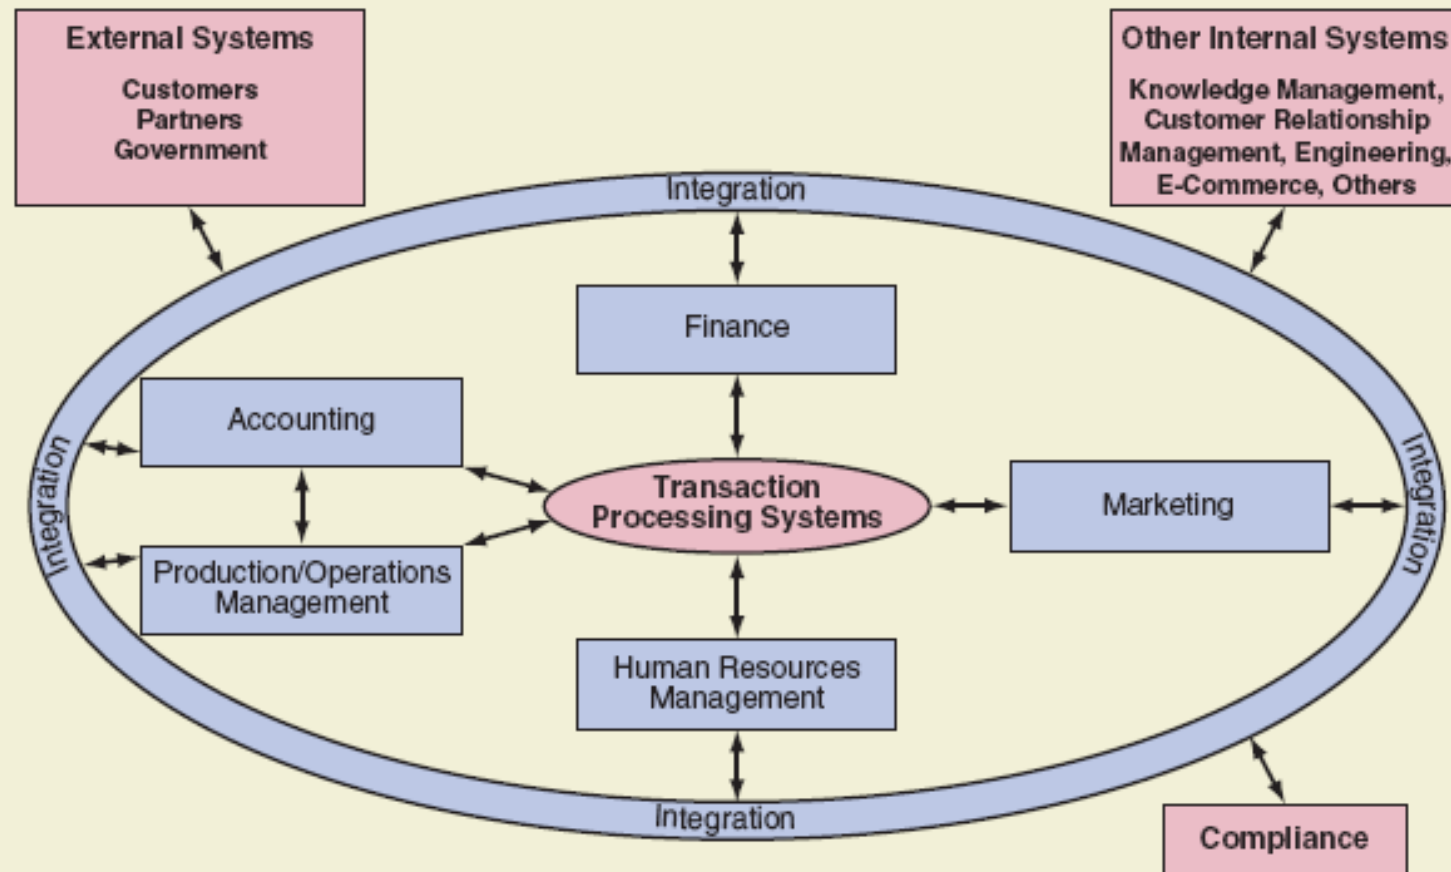 External Systems
Customers
Partners
Government
Other Internal Systems
Knowledge Management,
Customer Relationship
Management, Engineering,
E-Commerce, Others
Integration
Finance
Accounting
Integration
Transaction
Processing Systems
Marketing
Integration
Production/Operations
Management
Human Resources
Management
Integration
Compliance